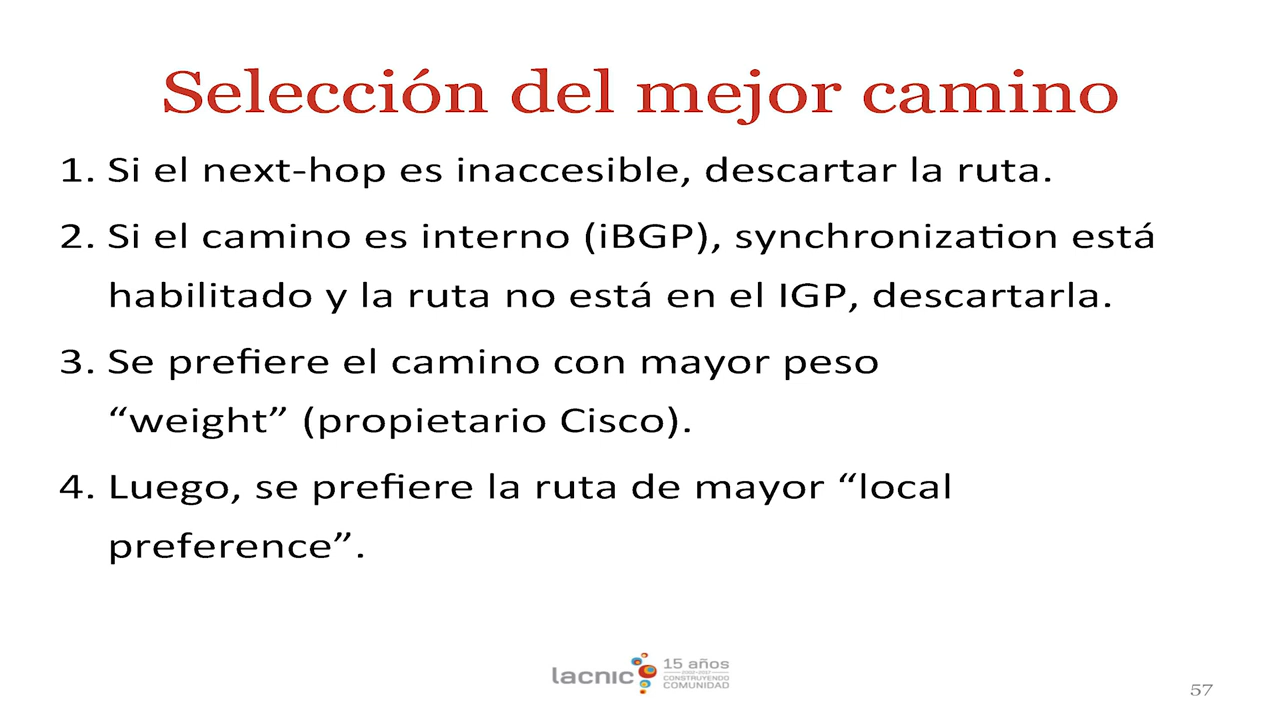 Selección del mejor camino
1. Si el next-hop es inaccesible, descartar la ruta.
2. Si el camino es interno (iBGP), synchronization está
habilitado y la ruta no está en el IGP, descartarla.
3. Se prefiere el camino con mayor peso
“weight” (propietario Cisco).
4. Luego, se prefiere la ruta de mayor “local
preference”.
lacnic
15 años
2002-2017
CONSTRUYENDO
COMUNIDAD
57